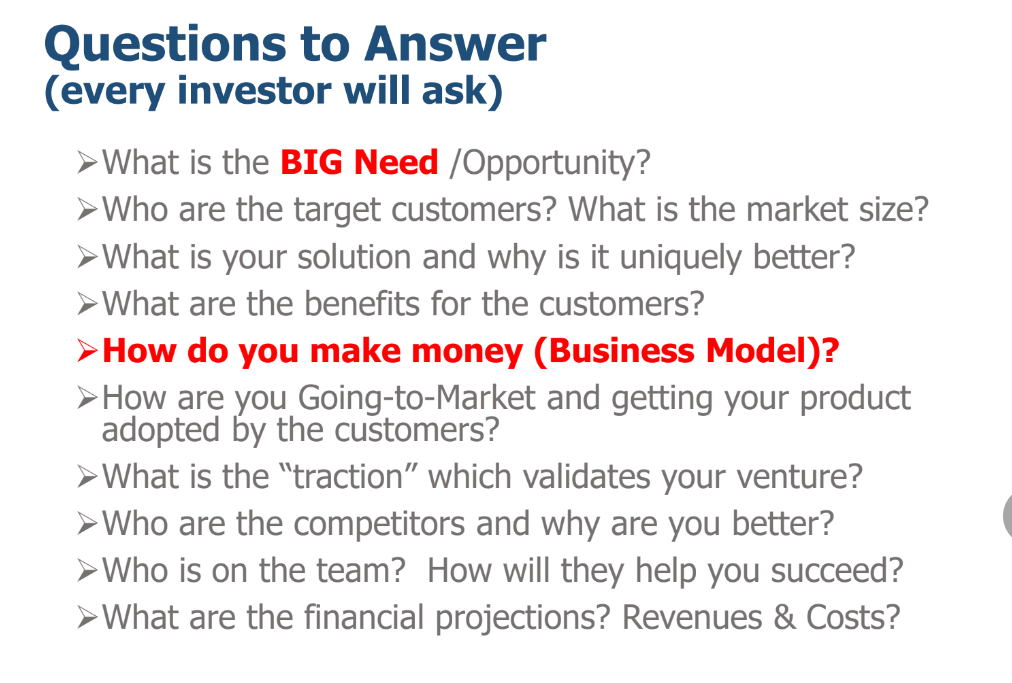 Questions to Answer
(every investor will ask)
➢What is the BIG Need /Opportunity?
➢Who are the target customers? What is the market size?
➢What is your solution and why is it uniquely better?
➢What are the benefits for the customers?
➢How do you make money (Business Model)?
➢How are you Going-to-Market and getting your product
adopted by the customers?
➢What is the “traction” which validates your venture?
➢Who are the competitors and why are you better?
➢Who is on the team?  How will they help you succeed?
➢What are the financial projections? Revenues & Costs?